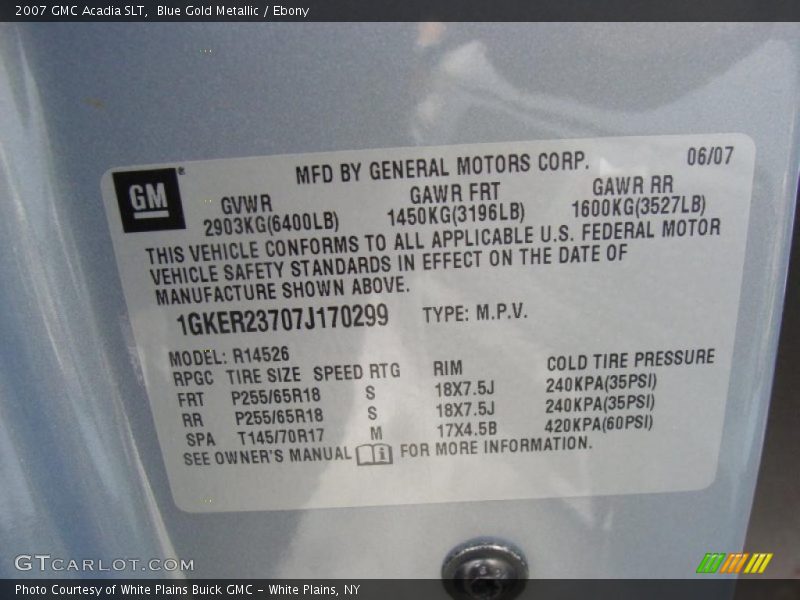 2007 GMC Acadia SLT, Blue Gold Metallic / Ebony
GM®
MFD BY GENERAL MOTORS CORP. 06/07
GVWR GAWR FRT GAWR RR
2903KG(6400LB) 1450KG(3196LB) 1600KG(3527LB)
THIS VEHICLE CONFORMS TO ALL APPLICABLE U.S. FEDERAL MOTOR
VEHICLE SAFETY STANDARDS IN EFFECT ON THE DATE OF
MANUFACTURE SHOWN ABOVE.
1GKER23707J170299 TYPE: M.P.V.
MODEL: R14526
RPGC TIRE SIZE SPEED RTG RIM COLD TIRE PRESSURE
FRT P255/65R18 S 18X7.5J 240KPA(35PSI)
RR P255/65R18 S 18X7.5J 240KPA(35PSI)
SPA T145/70R17 M 17X4.5B 420KPA(60PSI)
SEE OWNER'S MANUAL i FOR MORE INFORMATION.
GTCARLOT.COM
Photo Courtesy of White Plains Buick GMC - White Plains, NY